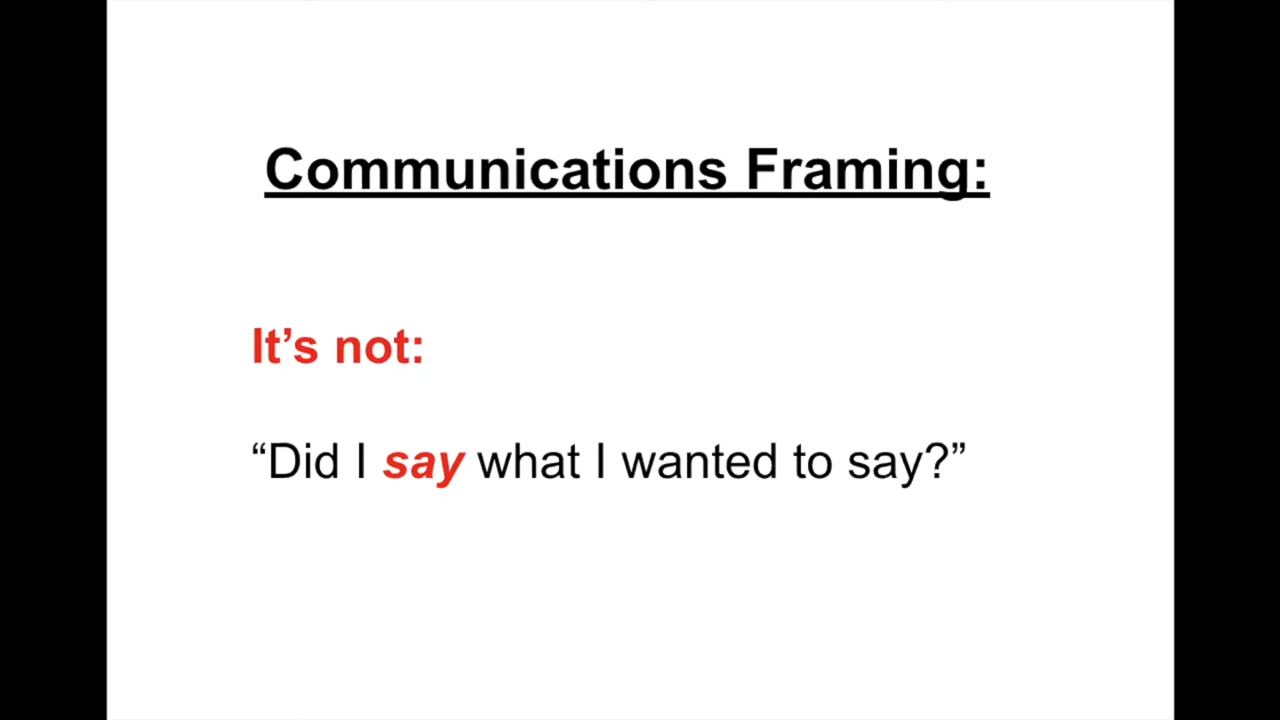 Communications Framing:
It’s not:
“Did I say what I wanted to say?”